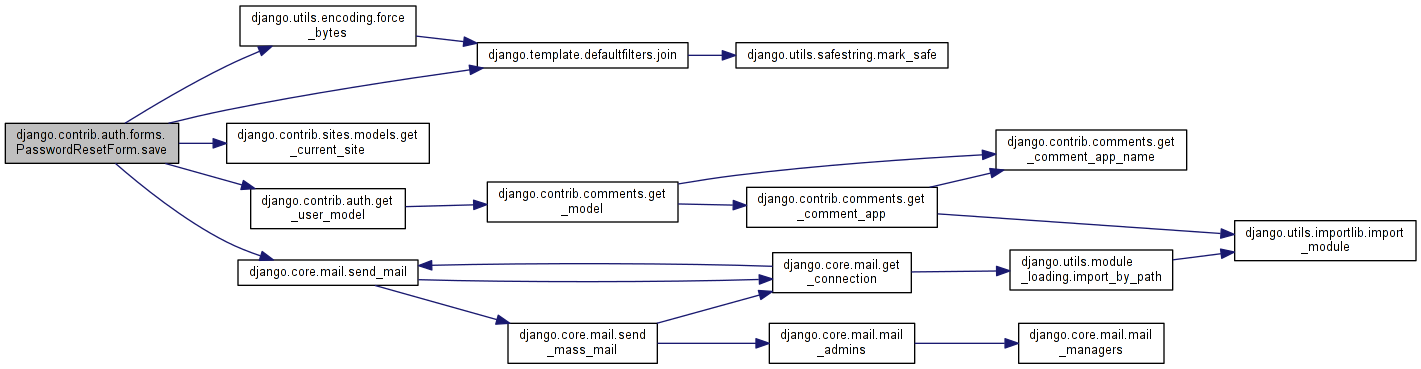 django.contrib.auth.forms.
PasswordResetForm.save
django.utils.encoding.force
_bytes
django.template.defaultfilters.join
django.utils.safestring.mark_safe
django.contrib.sites.models.get
_current_site
django.contrib.auth.get
_user_model
django.contrib.comments.get
_model
django.contrib.comments.get
_comment_app
django.contrib.comments.get
_comment_app_name
django.utils.importlib.import
_module
django.core.mail.send_mail
django.core.mail.get
_connection
django.utils.module
_loading.import_by_path
django.core.mail.send
_mass_mail
django.core.mail.mail
_admins
django.core.mail.mail
_managers